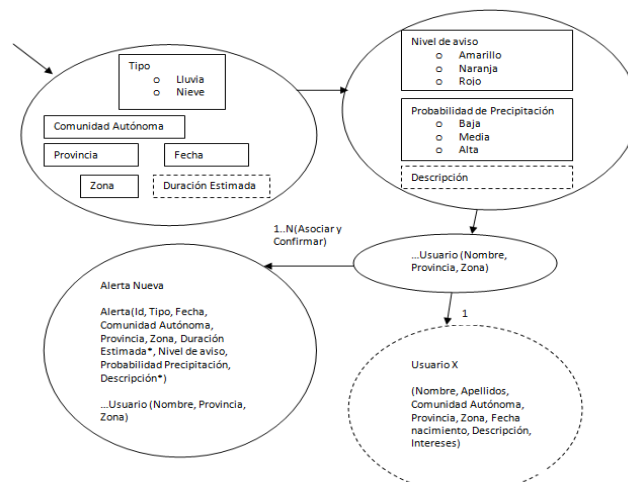 Tipo
o Lluvia
o Nieve
Comunidad Autónoma
Provincia
Fecha
Zona
Duración Estimada
Nivel de aviso
o Amarillo
o Naranja
o Rojo
Probabilidad de Precipitación
o Baja
o Media
o Alta
Descripción
1..N(Asociar y
Confirmar)
...Usuario (Nombre,
Provincia, Zona)
1
Alerta Nueva
Alerta(Id, Tipo, Fecha,
Comunidad Autónoma,
Provincia, Zona, Duración
Estimada*, Nivel de aviso,
Probabilidad Precipitación,
Descripción*)
...Usuario (Nombre, Provincia,
Zona)
Usuario X
(Nombre, Apellidos,
Comunidad Autónoma,
Provincia, Zona, Fecha
nacimiento, Descripción,
Intereses)